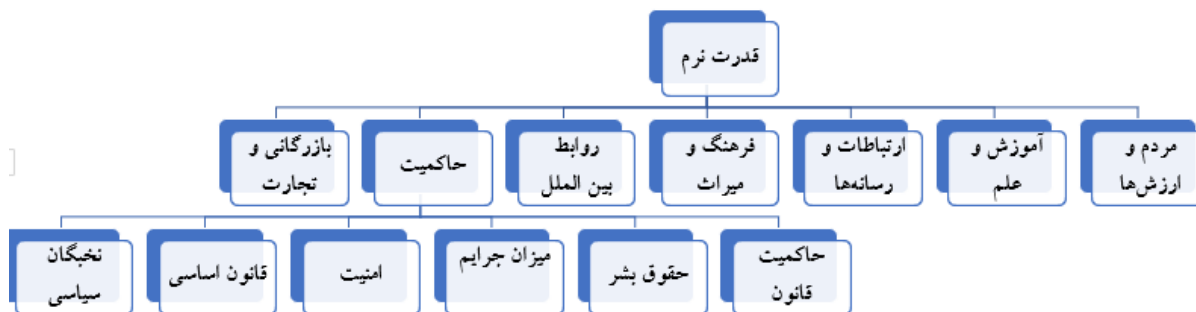 قدرت نرم
مردم و
ارزش‌ها
آموزش و
علم
ارتباطات و
رسانه‌ها
فرهنگ و
میراث
روابط
بین الملل
حاکمیت
بازرگانی و
تجارت
حاکمیت
قانون
حقوق بشر
میزان جرایم
امنیت
قانون اساسی
نخبگان
سیاسی